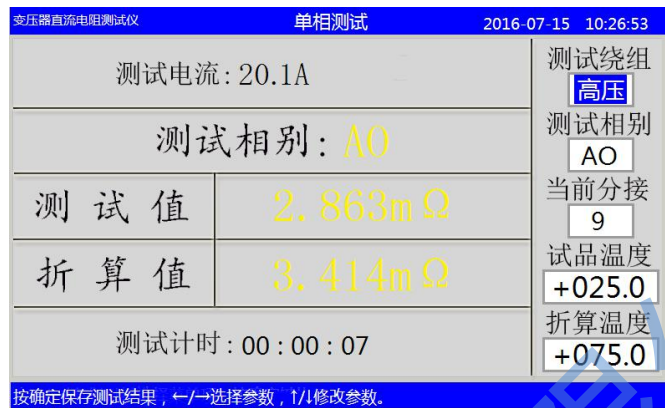 变压器直流电阻测试仪 单相测试 2016-07-15 10:26:53
测试电流:20.1A
测试相别:AO
测试值 2.863mΩ
折算值 3.414mΩ
测试计时:00:00:07
测试绕组
高压
测试相别
AO
当前分接
9
试品温度
+025.0
折算温度
+075.0
按确定保存测试结果,←/→选择参数,↑/↓修改参数。